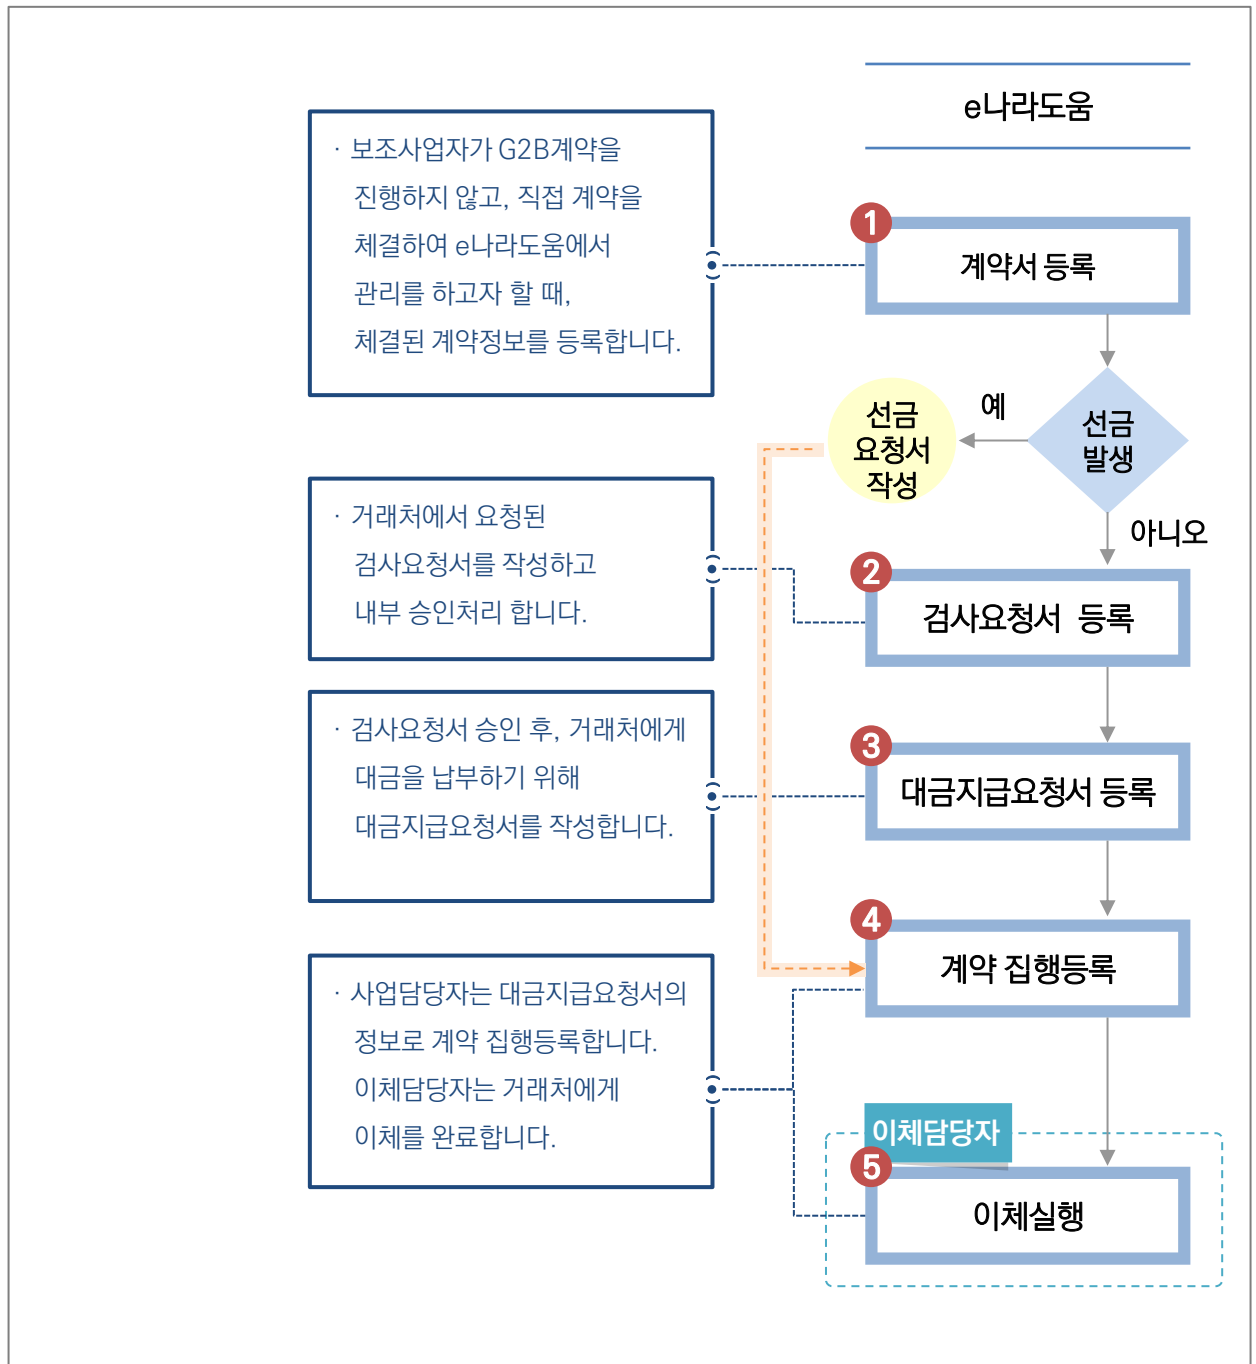 e나라도움
· 보조사업자가 G2B계약을
진행하지 않고, 직접 계약을
체결하여 e나라도움에서
관리를 하고자 할 때,
체결된 계약정보를 등록합니다.
1
계약서 등록
선금
발생
예
선금
요청서
작성
아니오
· 거래처에서 요청된
검사요청서를 작성하고
내부 승인처리 합니다.
2
검사요청서 등록
· 검사요청서 승인 후, 거래처에게
대금을 납부하기 위해
대금지급요청서를 작성합니다.
3
대금지급요청서 등록
4
계약 집행등록
· 사업담당자는 대금지급요청서의
정보로 계약 집행등록합니다.
이체담당자는 거래처에게
이체를 완료합니다.
이체담당자
5
이체실행